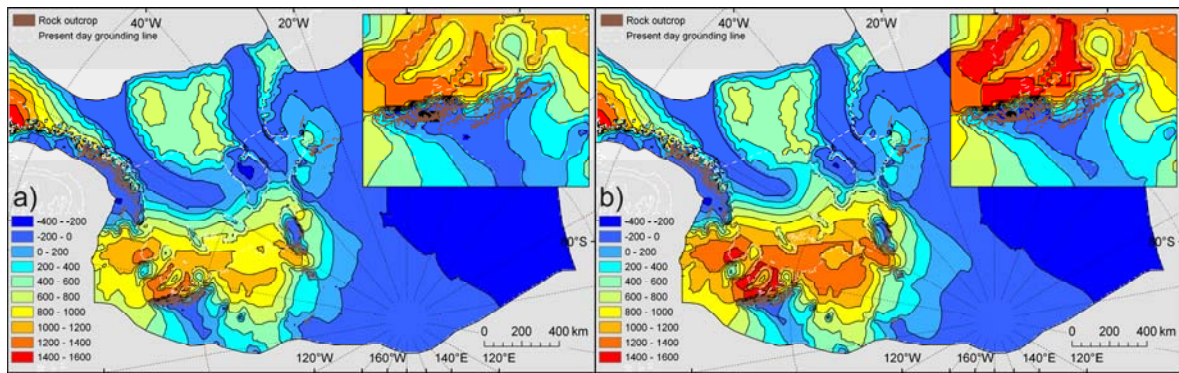 40°W
20°W
Rock outcrop
Present day grounding line
a)
-400 - -200
-200 - 0
0 - 200
200 - 400
400 - 600
600 - 800
800 - 1000
1000 - 1200
1200 - 1400
1400 - 1600
80°S
0 200 400 km
120°W
160°W
140°E
120°E
40°W
20°W
Rock outcrop
Present day grounding line
b)
-400 - -200
-200 - 0
0 - 200
200 - 400
400 - 600
600 - 800
800 - 1000
1000 - 1200
1200 - 1400
1400 - 1600
80°S
0 200 400 km
120°W
160°W
140°E
120°E